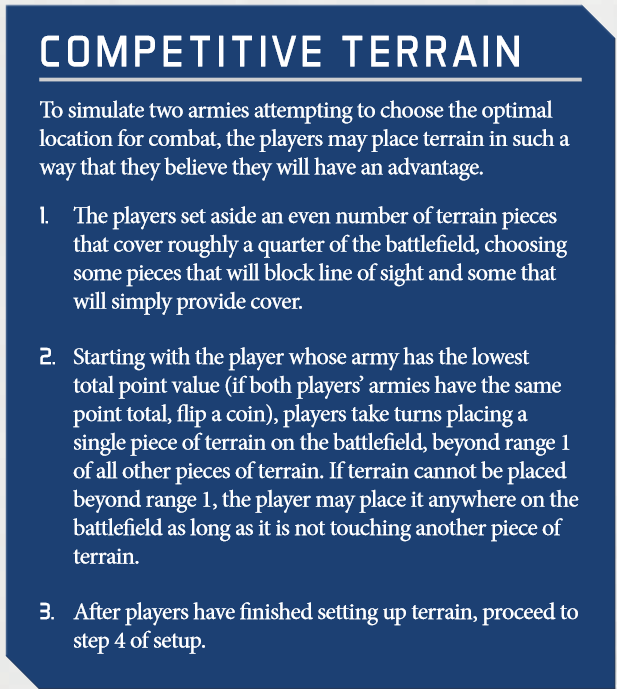 COMPETITIVE TERRAIN
To simulate two armies attempting to choose the optimal
location for combat, the players may place terrain in such a
way that they believe they will have an advantage.
1. The players set aside an even number of terrain pieces
that cover roughly a quarter of the battlefield, choosing
some pieces that will block line of sight and some that
will simply provide cover.
2. Starting with the player whose army has the lowest
total point value (if both players’ armies have the same
point total, flip a coin), players take turns placing a
single piece of terrain on the battlefield, beyond range 1
of all other pieces of terrain. If terrain cannot be placed
beyond range 1, the player may place it anywhere on the
battlefield as long as it is not touching another piece of
terrain.
3. After players have finished setting up terrain, proceed to
step 4 of setup.